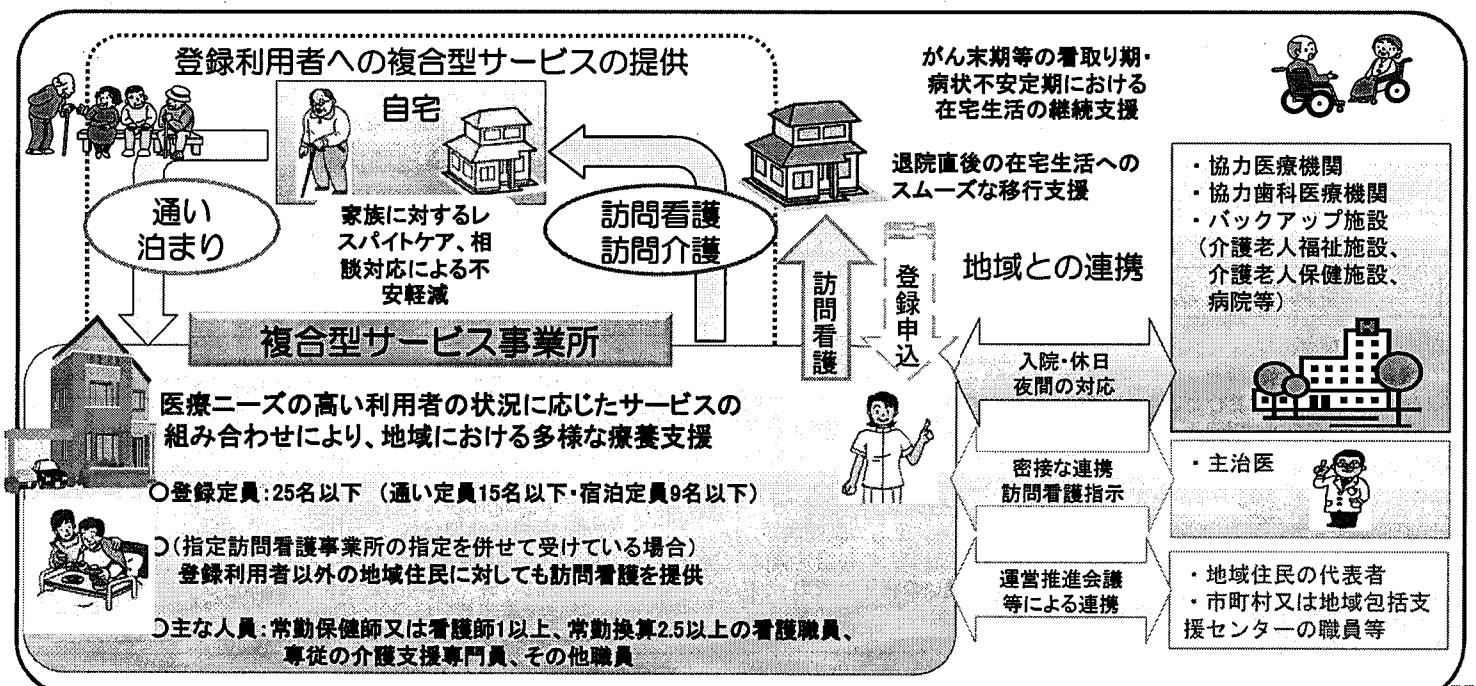 登録利用者への複合型サービスの提供
自宅
通い
泊まり
家族に対するレ
スパイトケア、相
談対応による不
安軽減
訪問看護
訪問介護
がん末期等の看取り期・
病状不安定期における
在宅生活の継続支援
退院直後の在宅生活への
スムーズな移行支援
訪問看護
登録申込
地域との連携
・協力医療機関
・協力歯科医療機関
・バックアップ施設
（介護老人福祉施設、
介護老人保健施設、
病院等）
複合型サービス事業所
医療ニーズの高い利用者の状況に応じたサービスの
組み合わせにより、地域における多様な療養支援
○登録定員：25名以下 （通い定員15名以下・宿泊定員9名以下）
○（指定訪問看護事業所の指定を併せて受けている場合）
登録利用者以外の地域住民に対しても訪問看護を提供
○主な人員：常勤保健師又は看護師1以上、常勤換算2.5以上の看護職員、
専従の介護支援専門員、その他職員
入院・休日
夜間の対応
密接な連携
訪問看護指示
・主治医
運営推進会議
等による連携
・地域住民の代表者
・市町村又は地域包括支
援センターの職員等
H